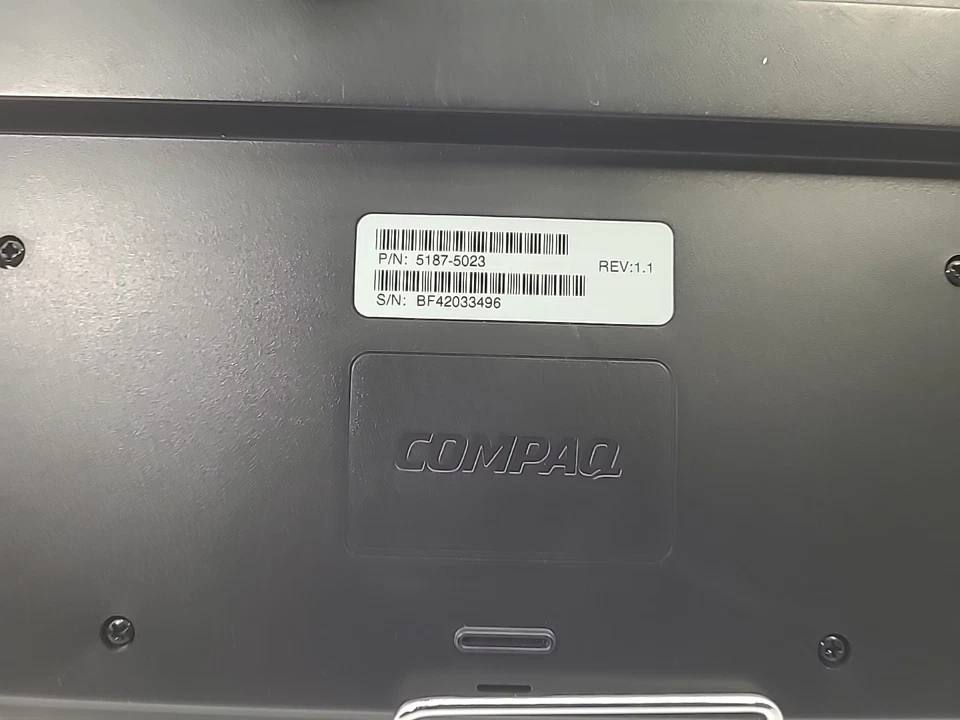 P/N: 5187-5023
REV:1.1
S/N: BF42033496
COMPAQ